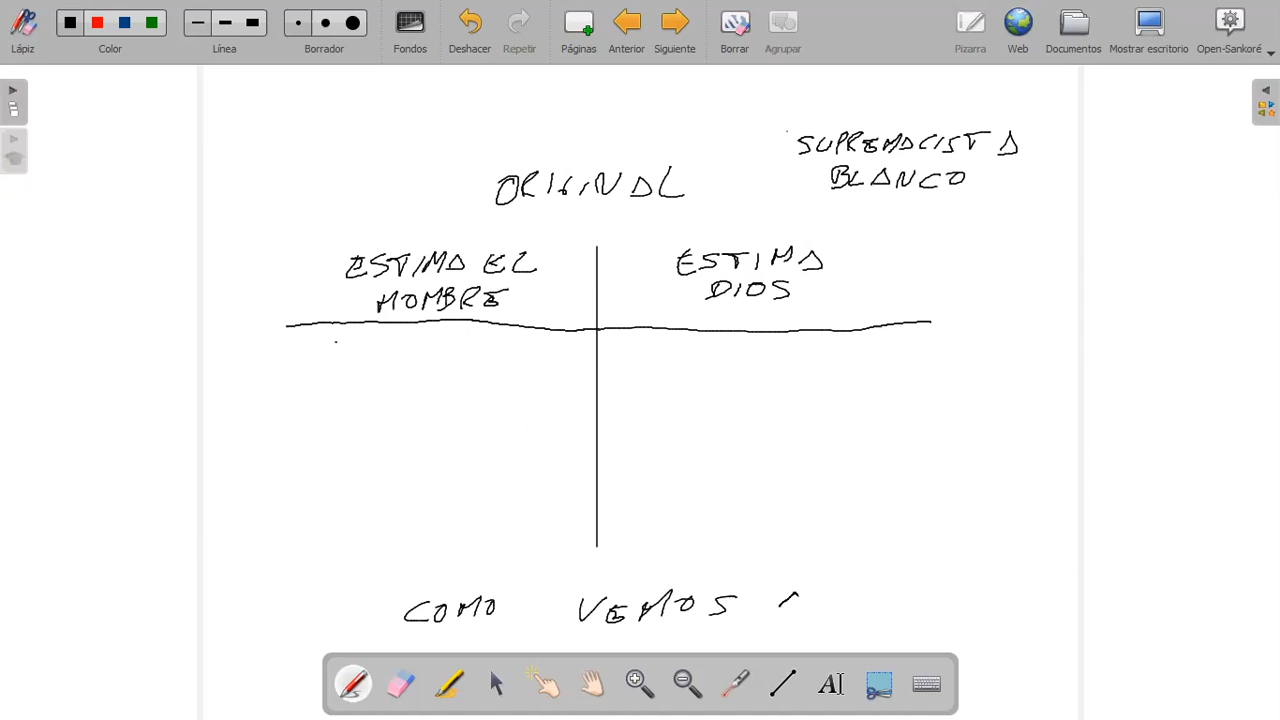 Lápiz
Color
Línea
Borrador
Fondos
Deshacer
Repetir
Páginas
Anterior
Siguiente
Borrar
Agrupar
Pizarra
Web
Documentos
Mostrar escritorio
Open-Sankoré
SUPREMACISTA
BLANCO
ORIGINAL
ESTIMA EL
HOMBRE
ESTIMA
DIOS
COMO VEMOS
AI